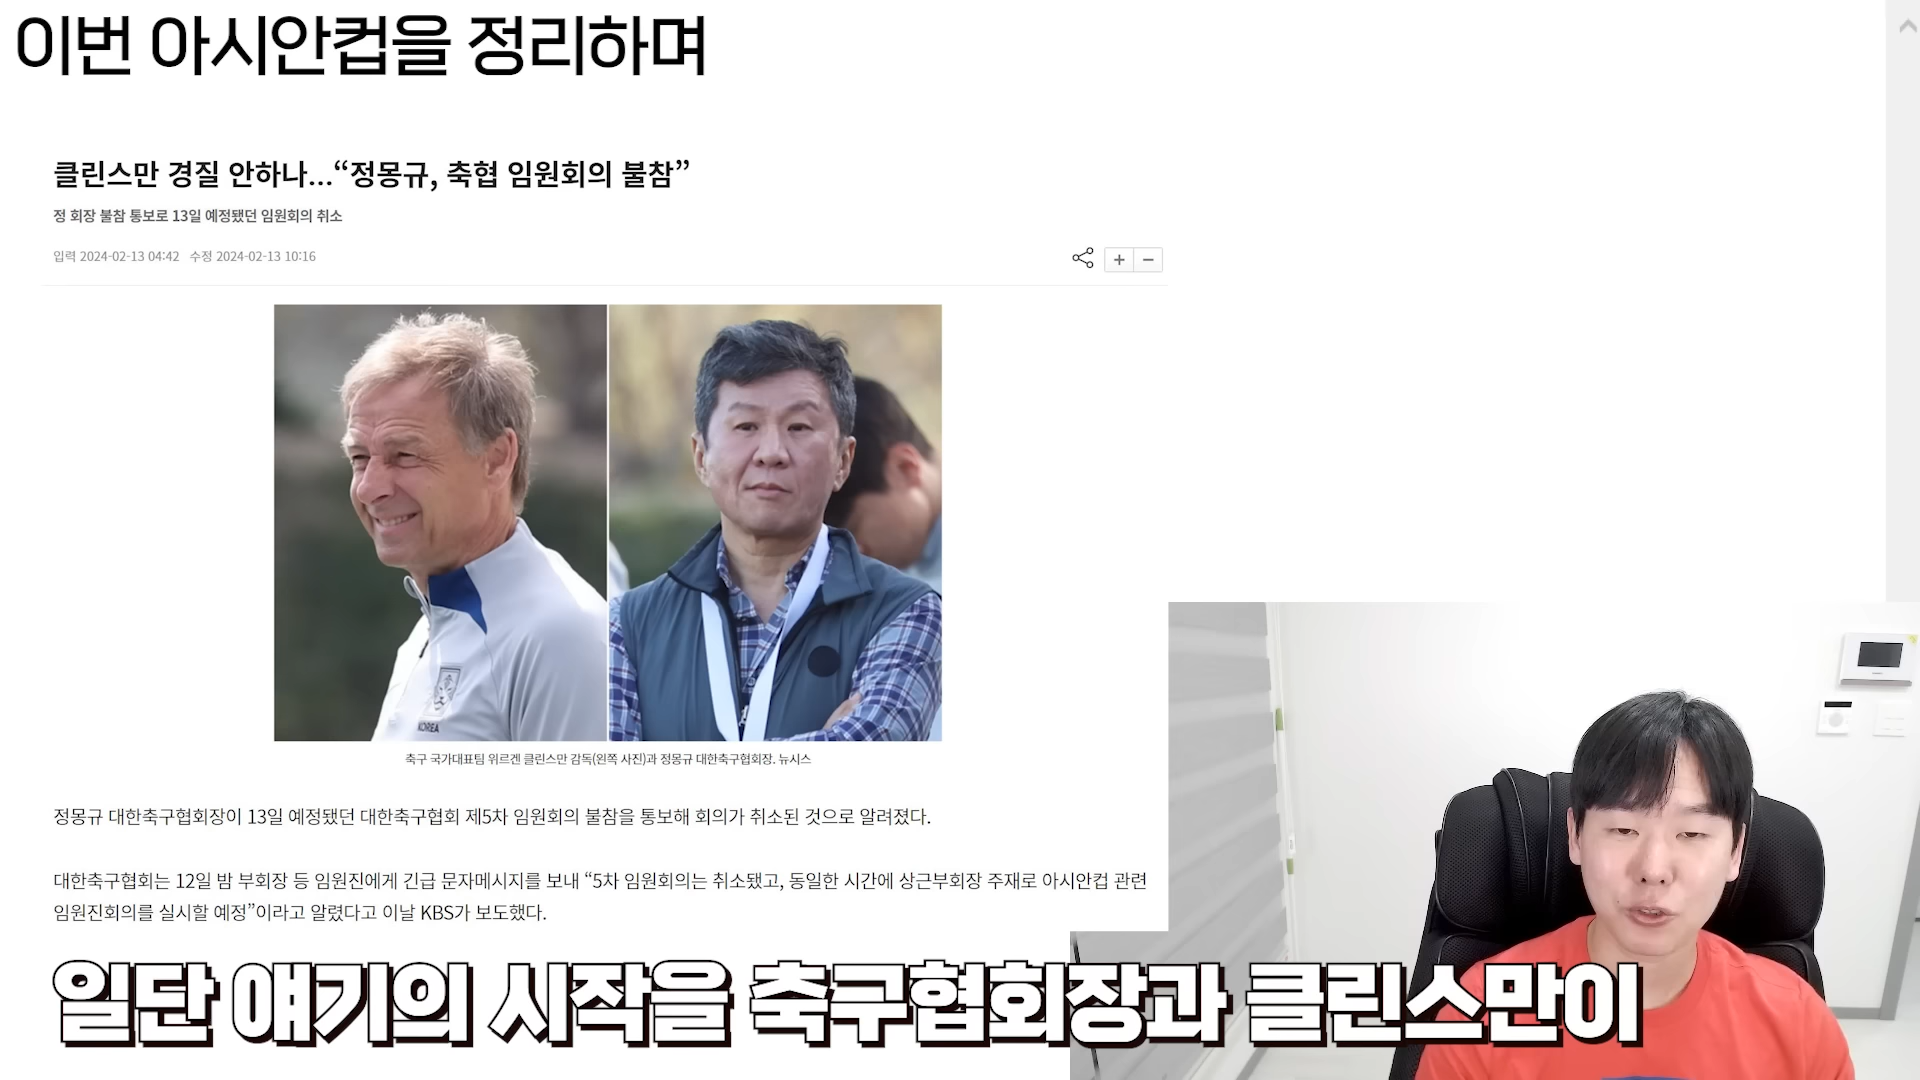 이번 아시안컵을 정리하며
클린스만 경질 안하나...“정몽규, 축협 임원회의 불참”
정 회장 불참 통보로 13일 예정됐던 임원회의 취소
입력 2024-02-13 04:42 수정 2024-02-13 10:16
+ −
KOREA
축구 국가대표팀 위르겐 클린스만 감독(왼쪽 사진)과 정몽규 대한축구협회장. 뉴시스
정몽규 대한축구협회장이 13일 예정됐던 대한축구협회 제5차 임원회의 불참을 통보해 회의가 취소된 것으로 알려졌다.
대한축구협회는 12일 밤 부회장 등 임원진에게 긴급 문자메시지를 보내 “5차 임원회의는 취소됐고, 동일한 시간에 상근부회장 주재로 아시안컵 관련
임원진회의를 실시할 예정”이라고 알렸다고 이날 KBS가 보도했다.
일단 얘기의 시작을 축구협회장과 클린스만이